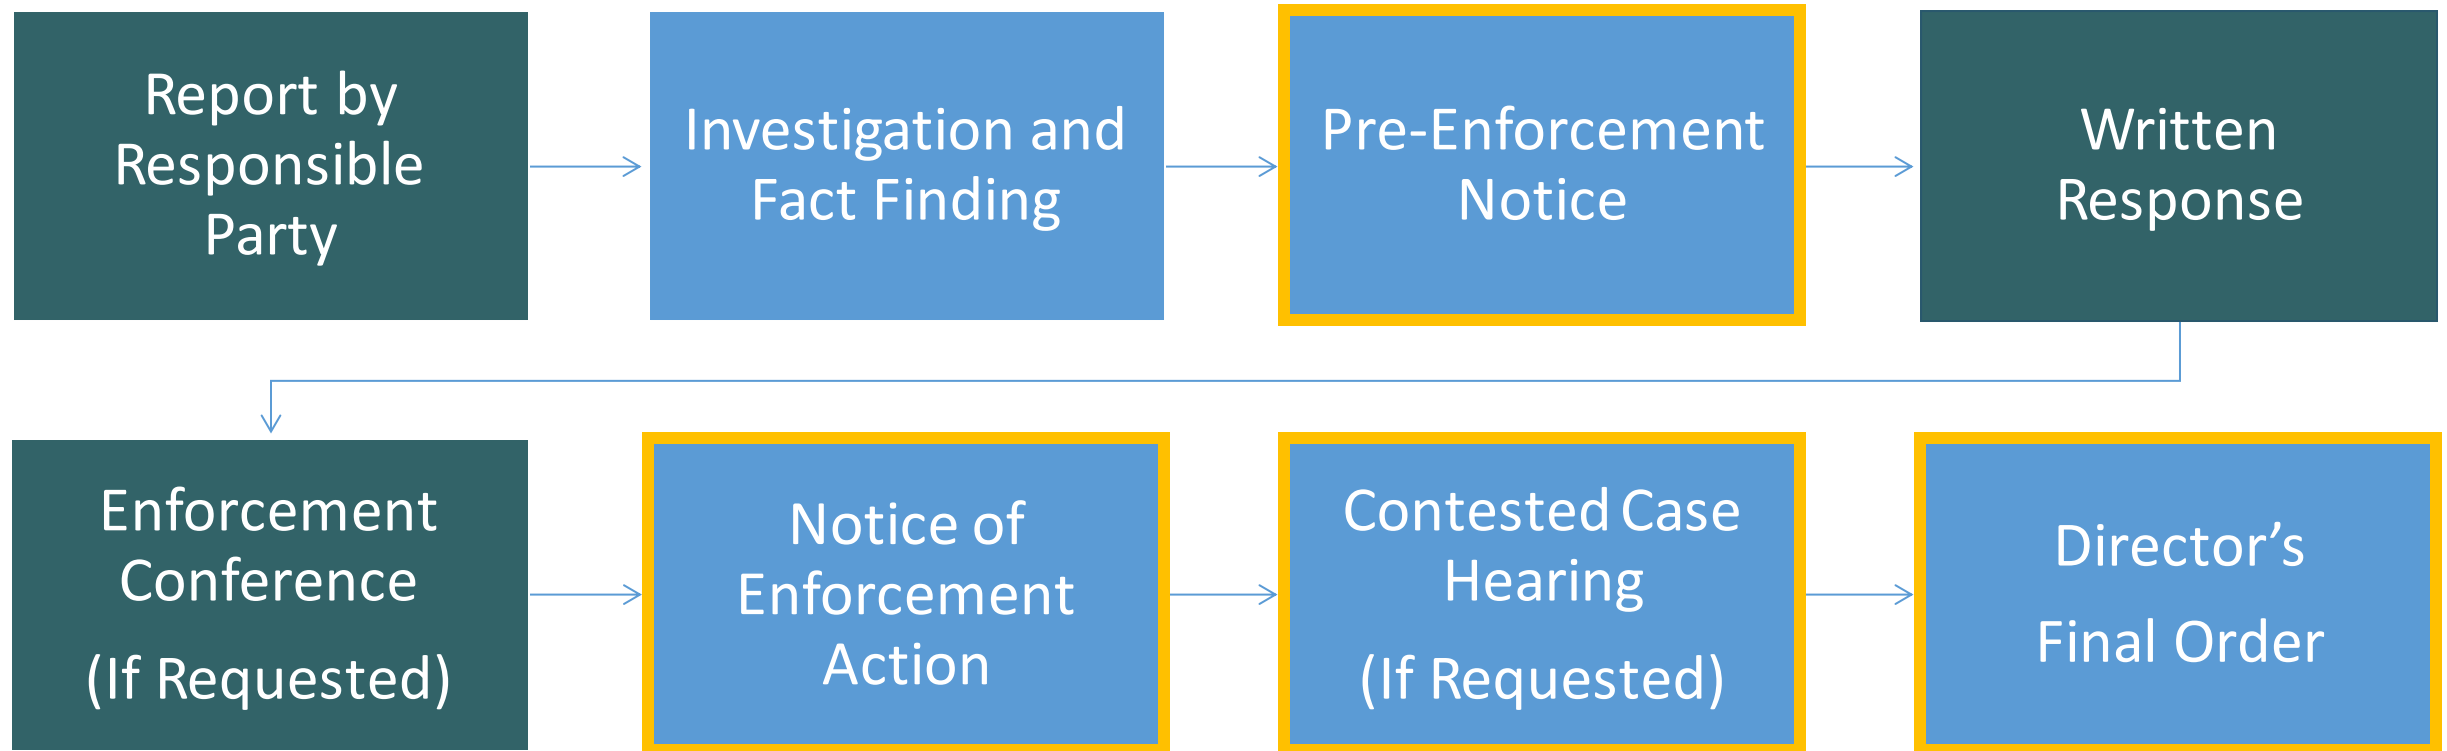 Report by
Responsible
Party
Investigation and
Fact Finding
Pre-Enforcement
Notice
Written
Response
Enforcement
Conference
(If Requested)
Notice of
Enforcement
Action
Contested Case
Hearing
(If Requested)
Director’s
Final Order